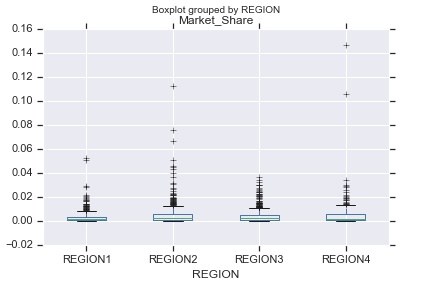 Boxplot grouped by REGION
Market_Share
0.16
0.14
0.12
0.10
0.08
0.06
0.04
0.02
0.00
−0.02
REGION1 REGION2 REGION3 REGION4
REGION